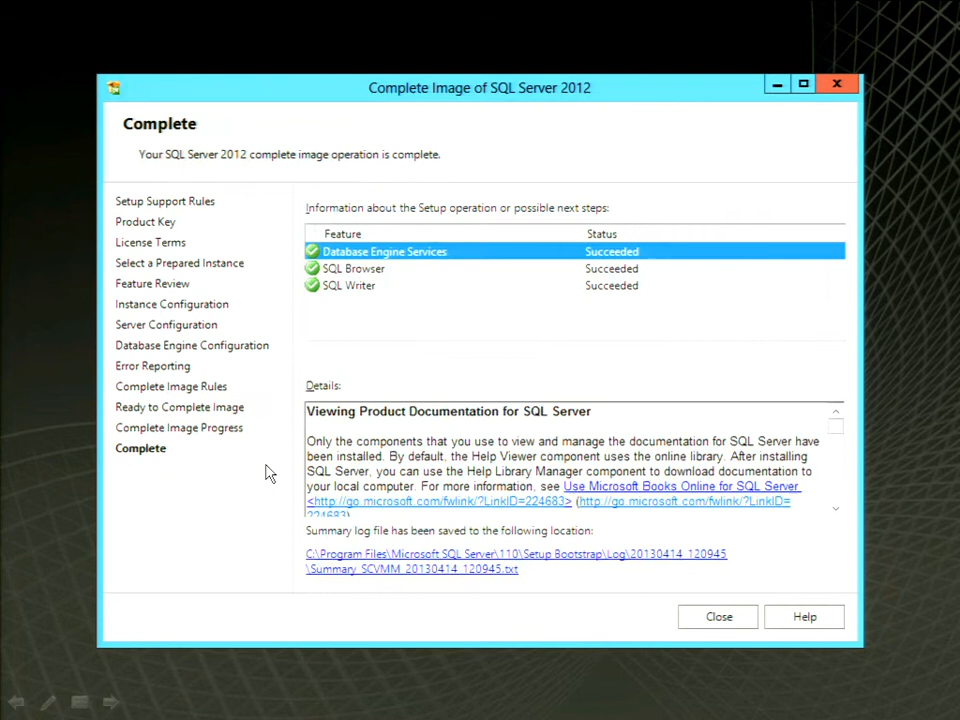 Complete Image of SQL Server 2012
Complete
Your SQL Server 2012 complete image operation is complete.
Setup Support Rules
Product Key
License Terms
Select a Prepared Instance
Feature Review
Instance Configuration
Server Configuration
Database Engine Configuration
Error Reporting
Complete Image Rules
Ready to Complete Image
Complete Image Progress
Complete
Information about the Setup operation or possible next steps:
Feature Status
Database Engine Services Succeeded
SQL Browser Succeeded
SQL Writer Succeeded
Details:
Viewing Product Documentation for SQL Server
Only the components that you use to view and manage the documentation for SQL Server have
been installed. By default, the Help Viewer component uses the online library. After installing
SQL Server, you can use the Help Library Manager component to download documentation to
your local computer. For more information, see Use Microsoft Books Online for SQL Server
<http://go.microsoft.com/fwlink/?LinkID=224683> (http://go.microsoft.com/fwlink/?LinkID=
224683)
Summary log file has been saved to the following location:
C:\Program Files\Microsoft SQL Server\110\Setup Bootstrap\Log\20130414_120945
\Summary_SCVMM_20130414_120945.txt
Close Help